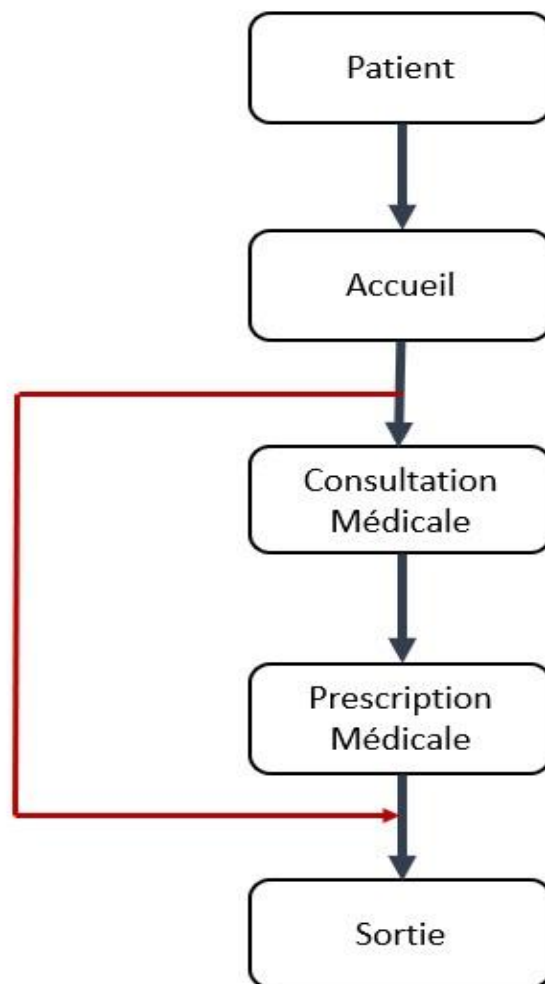 Patient
Accueil
Consultation
Médicale
Prescription
Médicale
Sortie